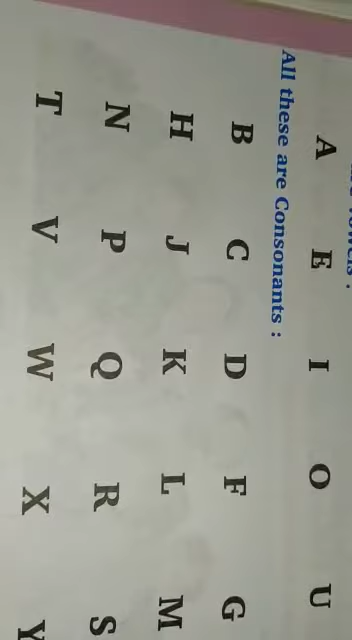 A E I O U
All these are Consonants :
B C D F G
H J K L M
N P Q R S
T V W X Y